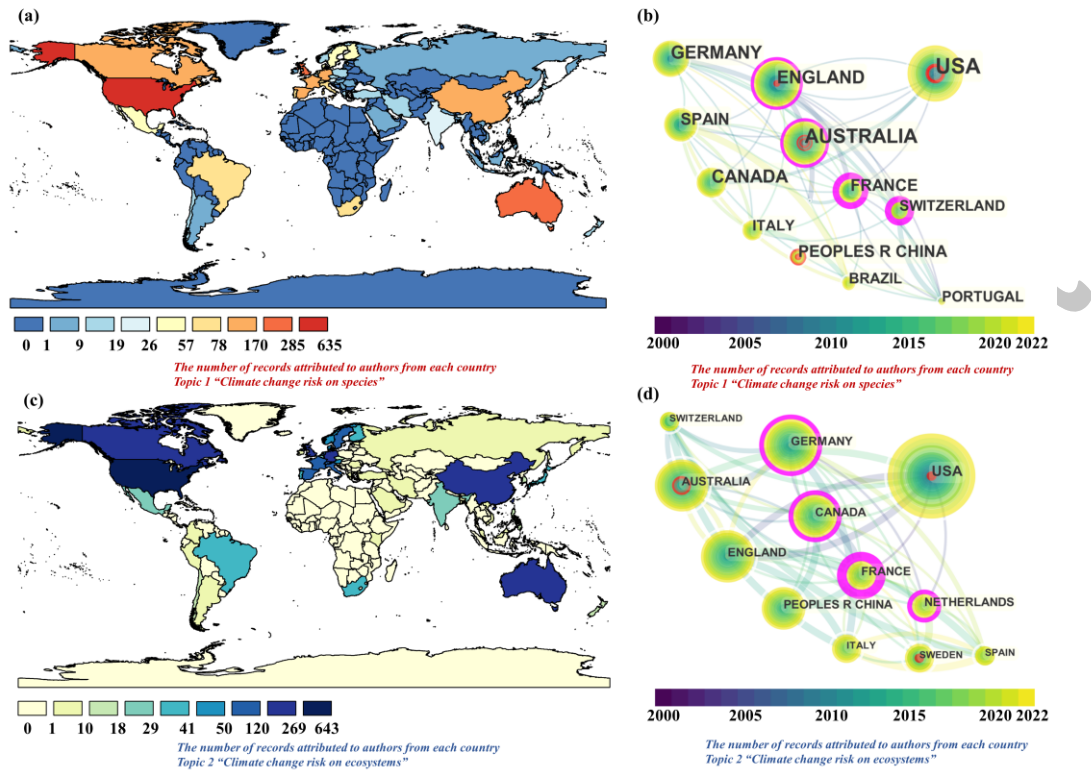 (a)
0 1 9 19 26 57 78 170 285 635
The number of records attributed to authors from each country
Topic 1 “Climate change risk on species”
(b)
GERMANY
USA
ENGLAND
SPAIN
AUSTRALIA
CANADA
FRANCE
SWITZERLAND
ITALY
PEOPLES R CHINA
BRAZIL
PORTUGAL
2000 2005 2010 2015 2020 2022
The number of records attributed to authors from each country
Topic 1 “Climate change risk on species”
(c)
0 1 10 18 29 41 50 120 269 643
The number of records attributed to authors from each country
Topic 2 “Climate change risk on ecosystems”
(d)
SWITZERLAND
GERMANY
USA
AUSTRALIA
CANADA
ENGLAND
FRANCE
PEOPLES R CHINA
NETHERLANDS
ITALY
SWEDEN
SPAIN
2000 2005 2010 2015 2020 2022
The number of records attributed to authors from each country
Topic 2 “Climate change risk on ecosystems”